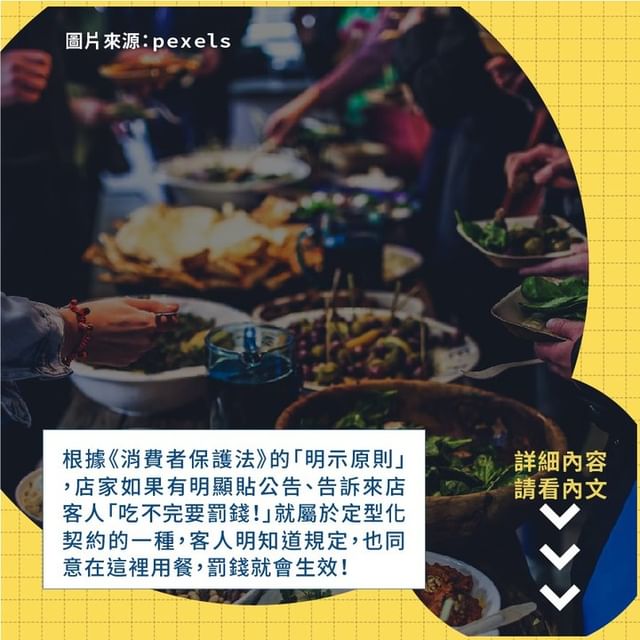 圖片來源：pexels
根據《消費者保護法》的「明示原則」
，店家如果有明顯貼公告、告訴來店
客人「吃不完要罰錢！」就屬於定型化
契約的一種，客人明知道規定，也同
意在這裡用餐，罰錢就會生效！
詳細內容
請看內文